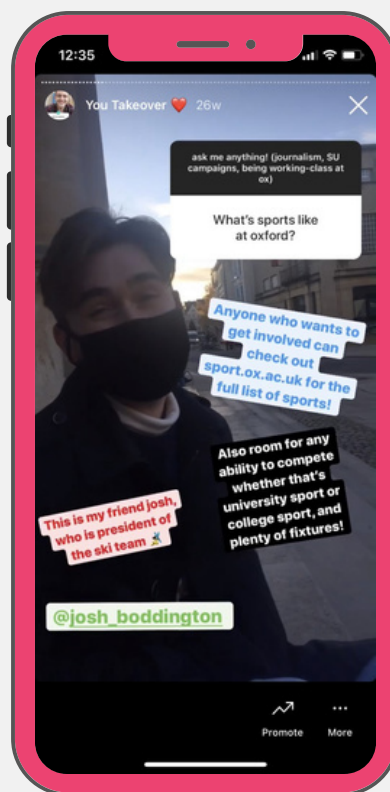 12:35
You Takeover ❤️ 26w
ask me anything! (journalism, SU
campaigns, being working-class at
ox)
What's sports like
at oxford?
Anyone who wants to
get involved can
check out
sport.ox.ac.uk for the
full list of sports!
Also room for any
ability to compete
whether that's
university sport or
college sport, and
plenty of fixtures!
This is my friend josh,
who is president of
the ski team 🏂
@josh_boddington
Promote
More